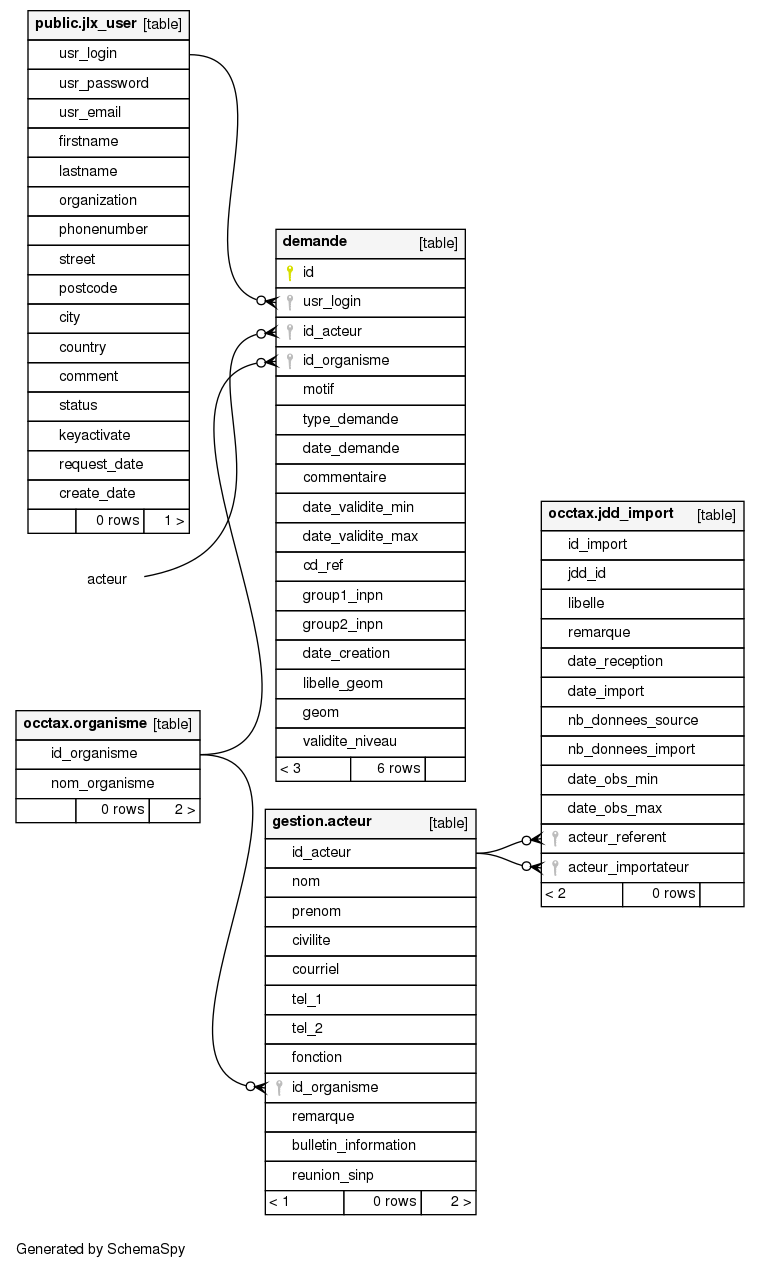 public.jlx_user [table]
usr_login
usr_password
usr_email
firstname
lastname
organization
phonenumber
street
postcode
city
country
comment
status
keyactivate
request_date
create_date
0 rows 1 >
demande [table]
id
usr_login
id_acteur
id_organisme
motif
type_demande
date_demande
commentaire
date_validite_min
date_validite_max
cd_ref
group1_inpn
group2_inpn
date_creation
libelle_geom
geom
validite_niveau
< 3 6 rows
acteur
occtax.jdd_import [table]
id_import
jdd_id
libelle
remarque
date_reception
date_import
nb_donnees_source
nb_donnees_import
date_obs_min
date_obs_max
acteur_referent
acteur_importateur
< 2 0 rows
occtax.organisme [table]
id_organisme
nom_organisme
0 rows 2 >
gestion.acteur [table]
id_acteur
nom
prenom
civilite
courriel
tel_1
tel_2
fonction
id_organisme
remarque
bulletin_information
reunion_sinp
< 1 0 rows 2 >
Generated by SchemaSpy